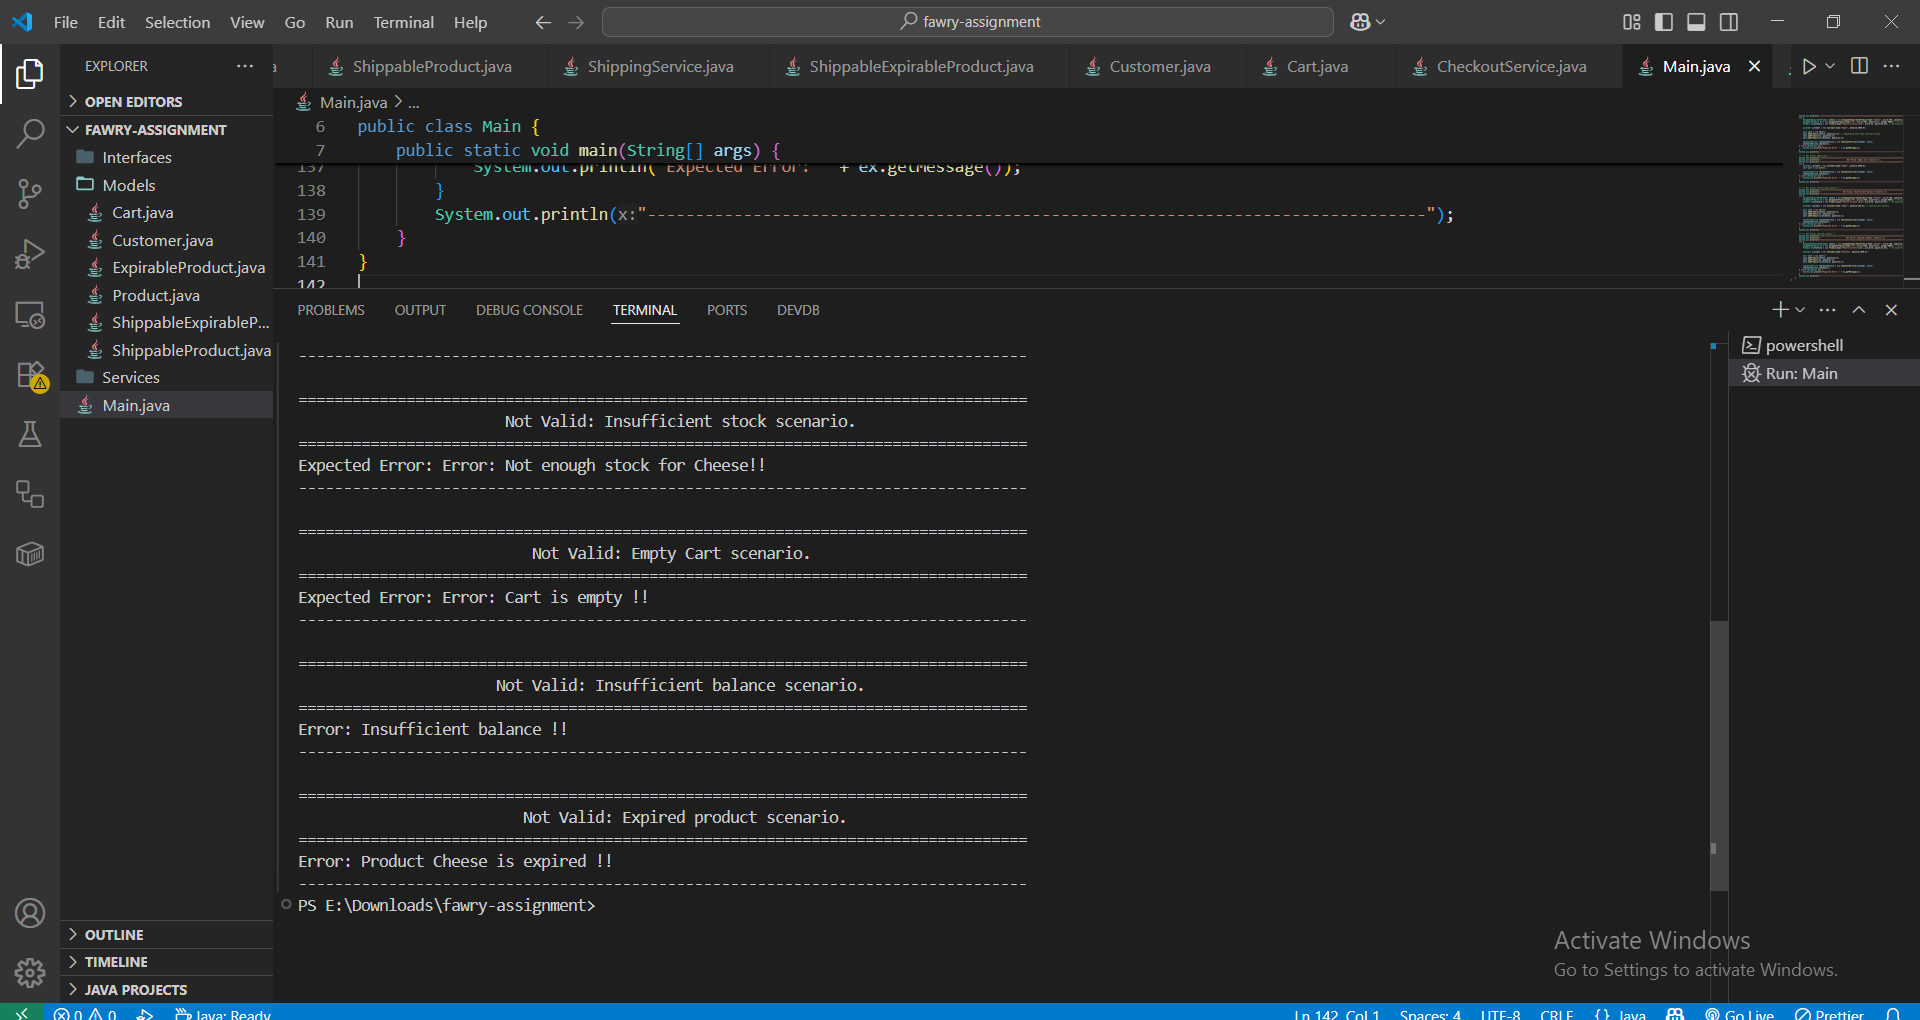 File Edit Selection View Go Run Terminal Help
fawry-assignment
EXPLORER
OPEN EDITORS
FAWRY-ASSIGNMENT
Interfaces
Models
Cart.java
Customer.java
ExpirableProduct.java
Product.java
ShippableExpirableP...
ShippableProduct.java
Services
Main.java
OUTLINE
TIMELINE
JAVA PROJECTS
ShippableProduct.java ShippingService.java ShippableExpirableProduct.java Customer.java Cart.java CheckoutService.java Main.java
Main.java > ...
6 public class Main {
7 public static void main(String[] args) {
137 System.out.println("Expected Error: " + ex.getMessage());
138 }
139 System.out.println(x:"---------------------------------------------------------------------------------");
140 }
141 }
142
PROBLEMS OUTPUT DEBUG CONSOLE TERMINAL PORTS DEVDB
powershell
Run: Main
---------------------------------------------------------------------------------
=================================================================================
Not Valid: Insufficient stock scenario.
=================================================================================
Expected Error: Error: Not enough stock for Cheese!!
---------------------------------------------------------------------------------
=================================================================================
Not Valid: Empty Cart scenario.
=================================================================================
Expected Error: Error: Cart is empty !!
---------------------------------------------------------------------------------
=================================================================================
Not Valid: Insufficient balance scenario.
=================================================================================
Error: Insufficient balance !!
---------------------------------------------------------------------------------
=================================================================================
Not Valid: Expired product scenario.
=================================================================================
Error: Product Cheese is expired !!
---------------------------------------------------------------------------------
PS E:\Downloads\fawry-assignment>
Activate Windows
Go to Settings to activate Windows.
0 0 Java: Ready Ln 142, Col 1 Spaces: 4 UTF-8 CRLF {} Java Go Live Prettier